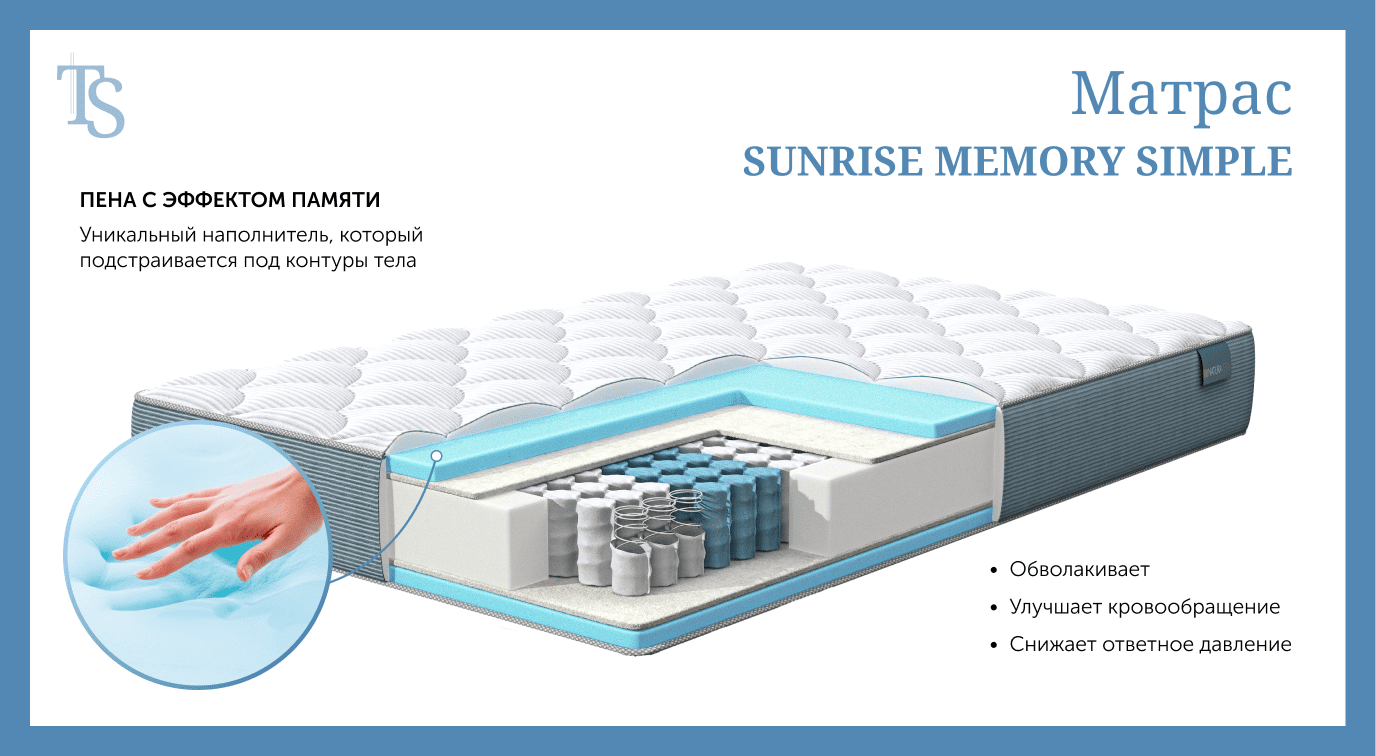 TS
Матрас
SUNRISE MEMORY SIMPLE
ПЕНА С ЭФФЕКТОМ ПАМЯТИ
Уникальный наполнитель, который
подстраивается под контуры тела
• Обволакивает
• Улучшает кровообращение
• Снижает ответное давление